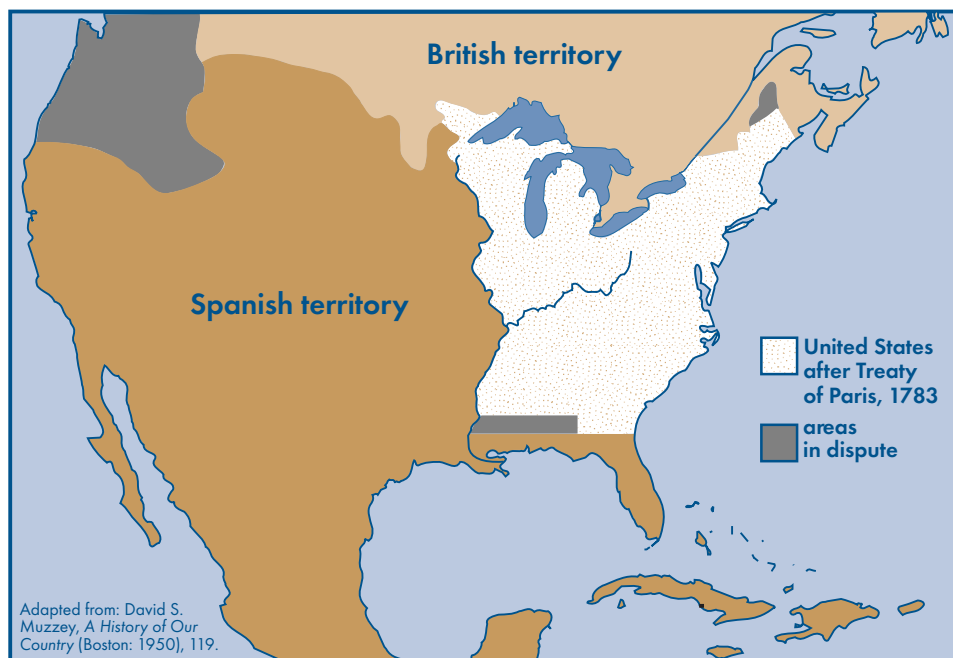 British territory
Spanish territory
United States
after Treaty
of Paris, 1783
areas
in dispute
Adapted from: David S.
Muzzey, A History of Our
Country (Boston: 1950), 119.